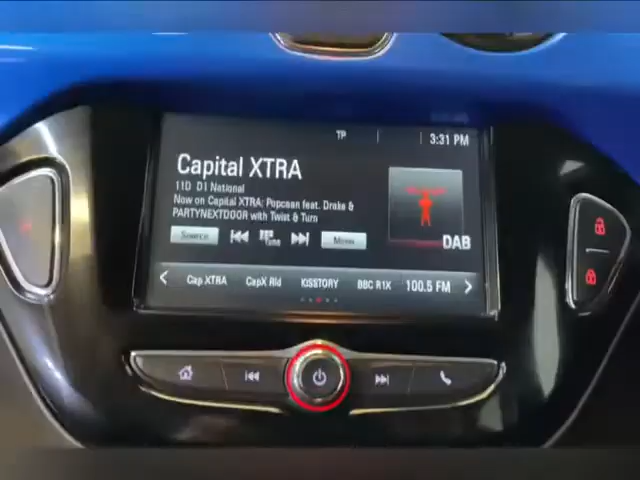 TP
3:31 PM
Capital XTRA
11D D1 National
Now on Capital XTRA: Popcaan feat. Drake &
PARTYNEXTDOOR with Twist & Turn
Source
Tune
Menu
DAB
Cap XTRA
CapX Rld
KISSTORY
BBC R1X
100.5 FM